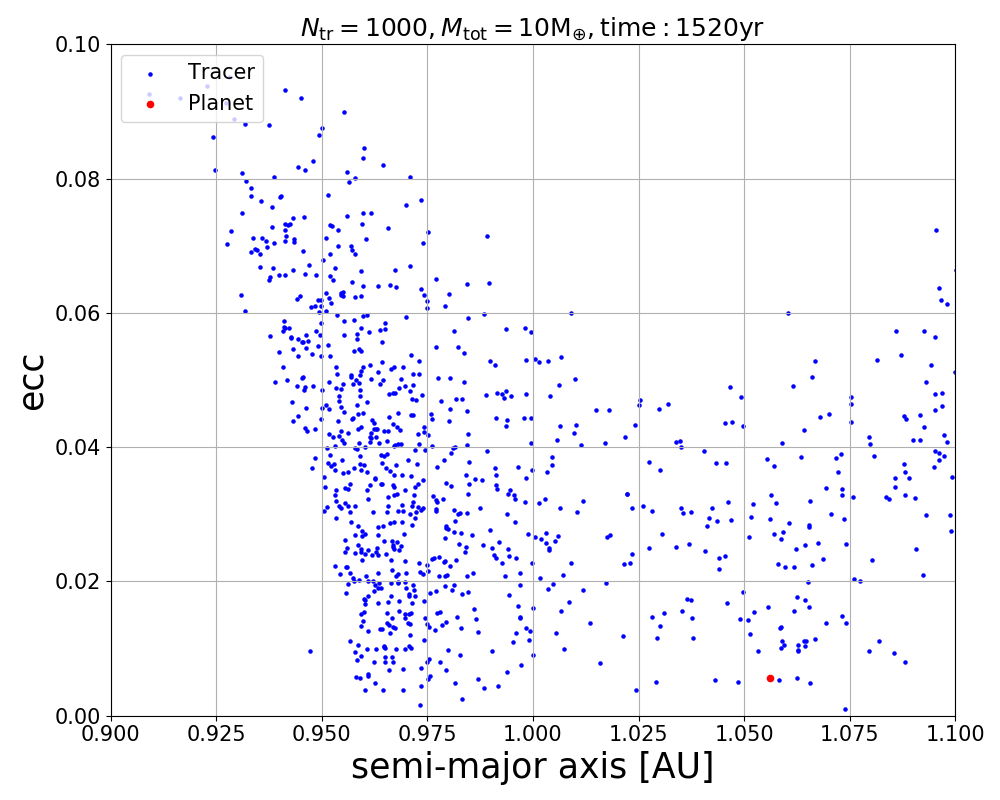 N_tr = 1000, M_tot = 10M_⊕, time : 1520yr
Tracer
Planet
ecc
0.10
0.08
0.06
0.04
0.02
0.00
0.900 0.925 0.950 0.975 1.000 1.025 1.050 1.075 1.100
semi-major axis [AU]